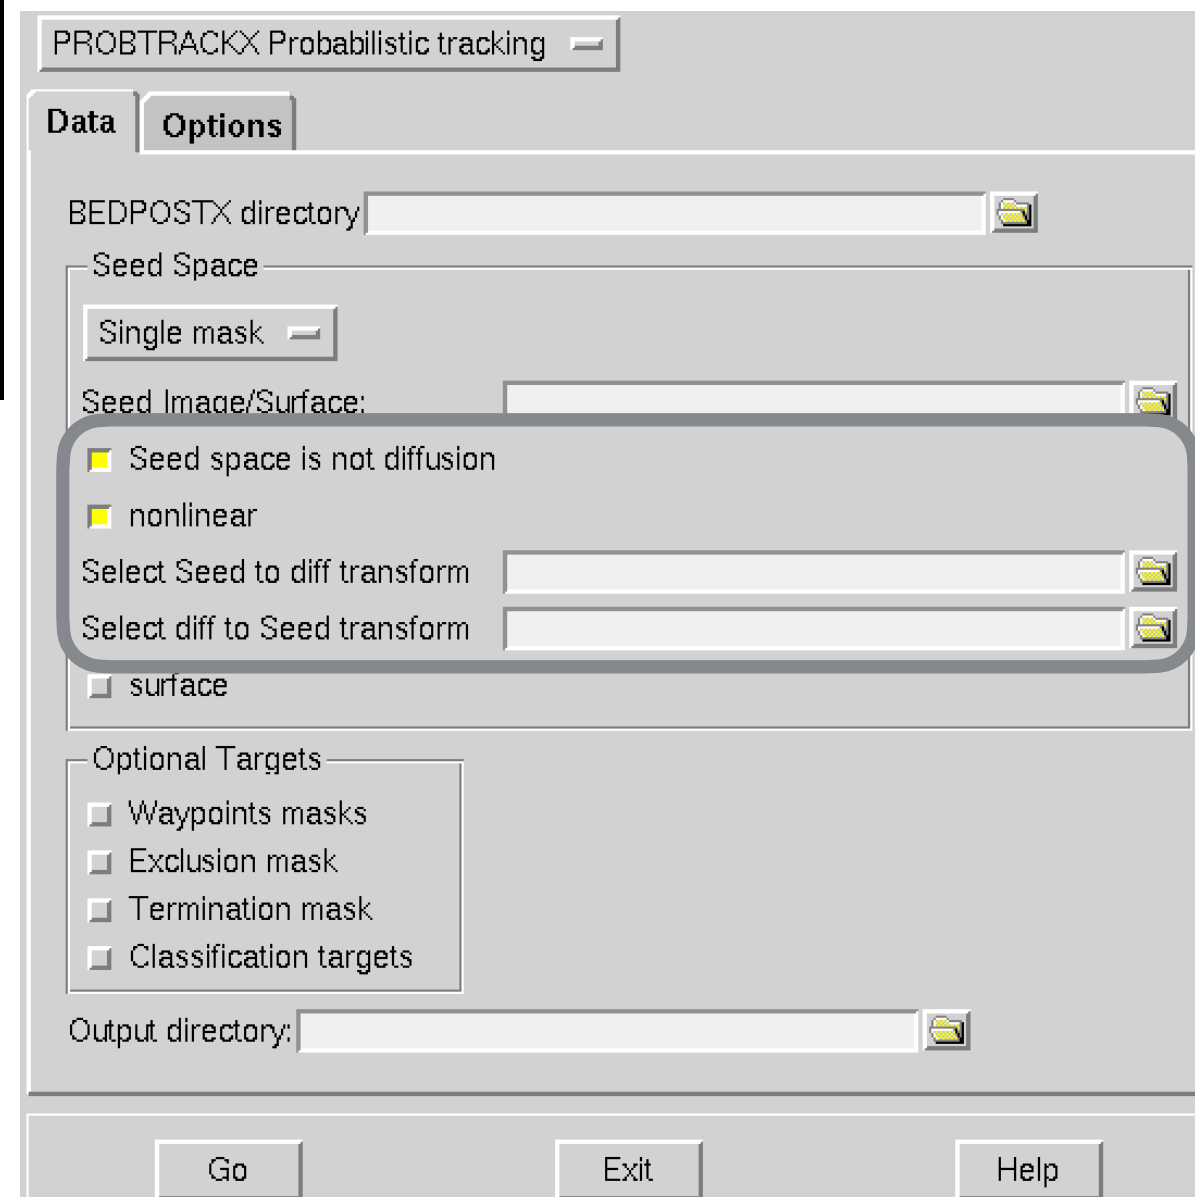 PROBTRACKX Probabilistic tracking
Data Options
BEDPOSTX directory
Seed Space
Single mask
Seed Image/Surface:
Seed space is not diffusion
nonlinear
Select Seed to diff transform
Select diff to Seed transform
surface
Optional Targets
Waypoints masks
Exclusion mask
Termination mask
Classification targets
Output directory:
Go Exit Help